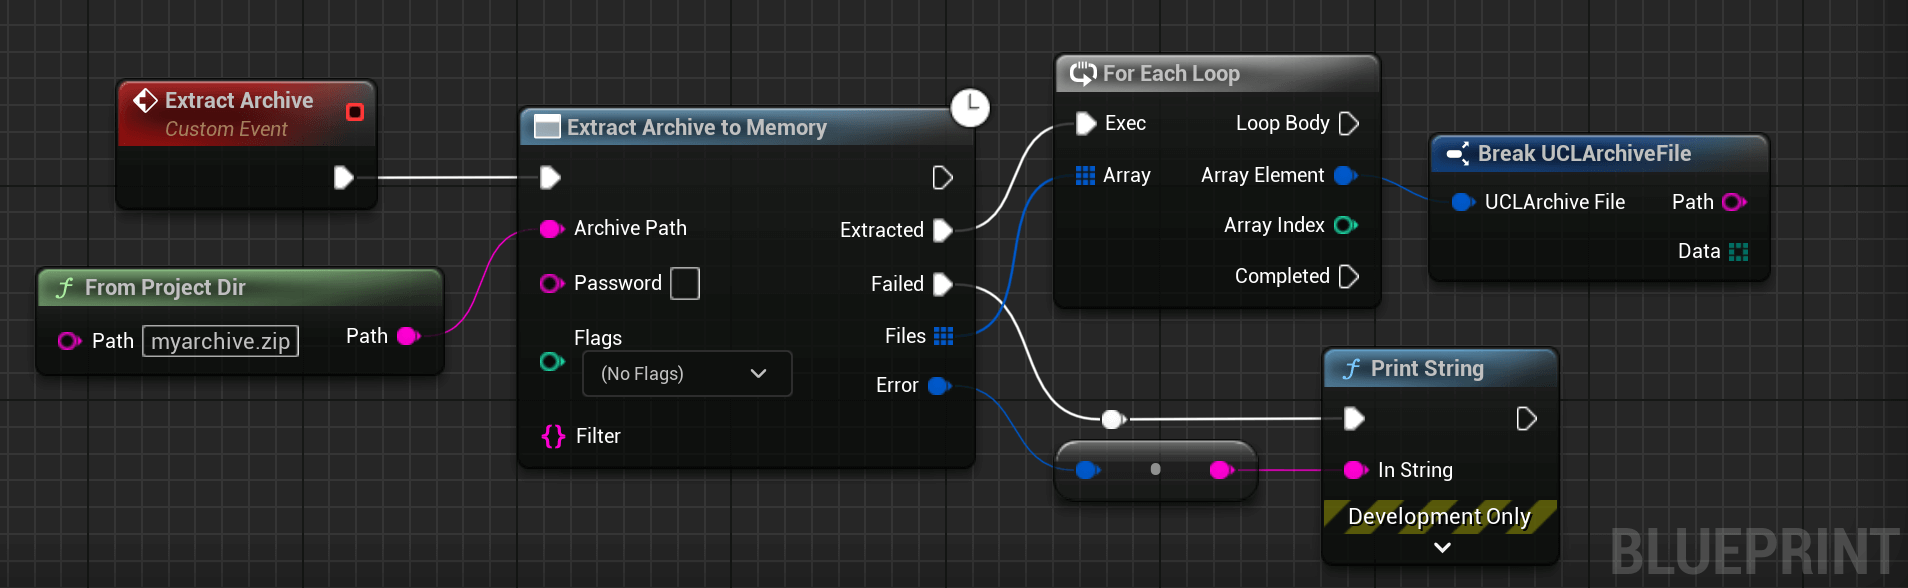 Extract Archive
Custom Event
From Project Dir
Path
myarchive.zip
Path
Extract Archive to Memory
Archive Path
Password
Flags
(No Flags)
Filter
Extracted
Failed
Files
Error
For Each Loop
Exec
Array
Loop Body
Array Element
Array Index
Completed
Break UCLArchiveFile
UCLArchive File
Path
Data
Print String
In String
Development Only
BLUEPRINT